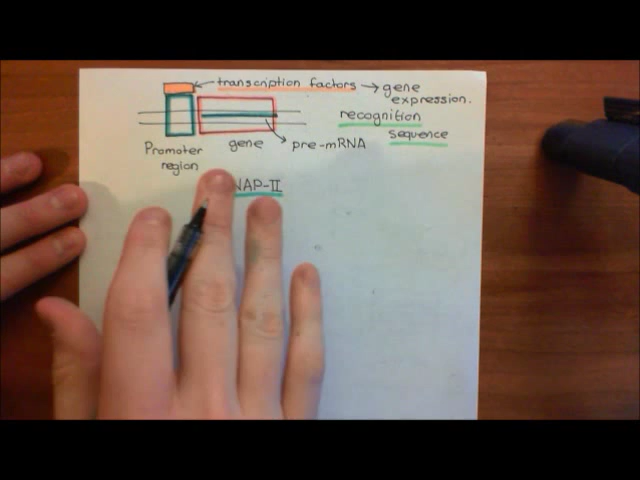 transcription factors → gene
expression.
recognition
sequence
Promoter
region
gene
pre-mRNA
NAP-II